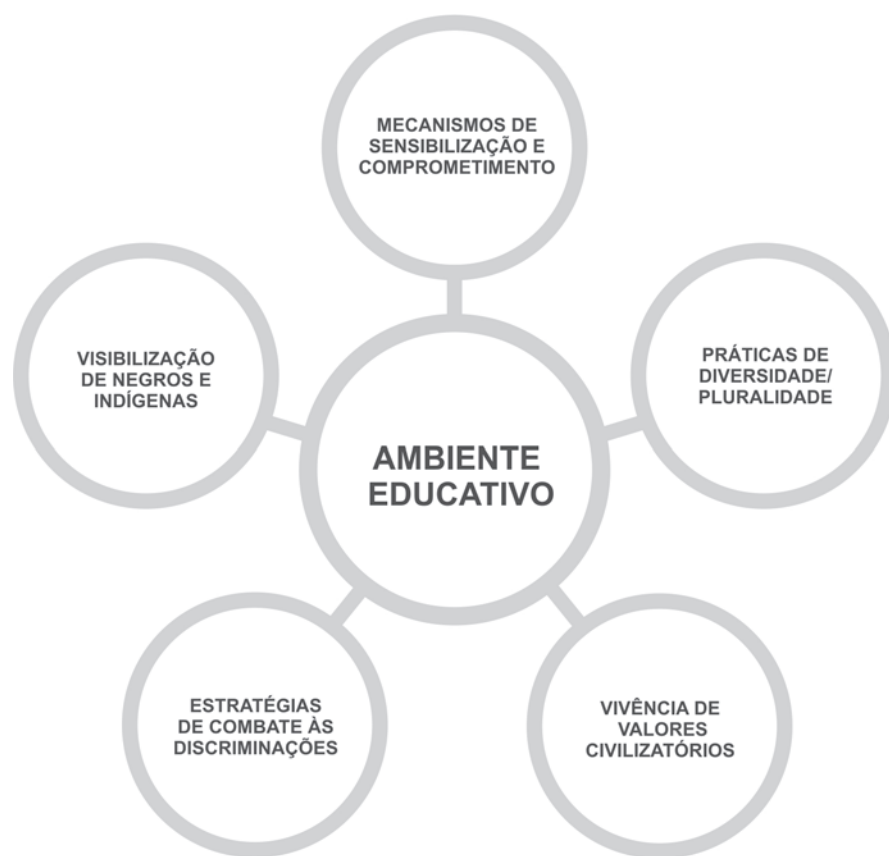 MECANISMOS DE
SENSIBILIZAÇÃO E
COMPROMETIMENTO
VISIBILIZAÇÃO
DE NEGROS E
INDÍGENAS
PRÁTICAS DE
DIVERSIDADE/
PLURALIDADE
AMBIENTE
EDUCATIVO
ESTRATÉGIAS
DE COMBATE ÀS
DISCRIMINAÇÕES
VIVÊNCIA DE
VALORES
CIVILIZATÓRIOS